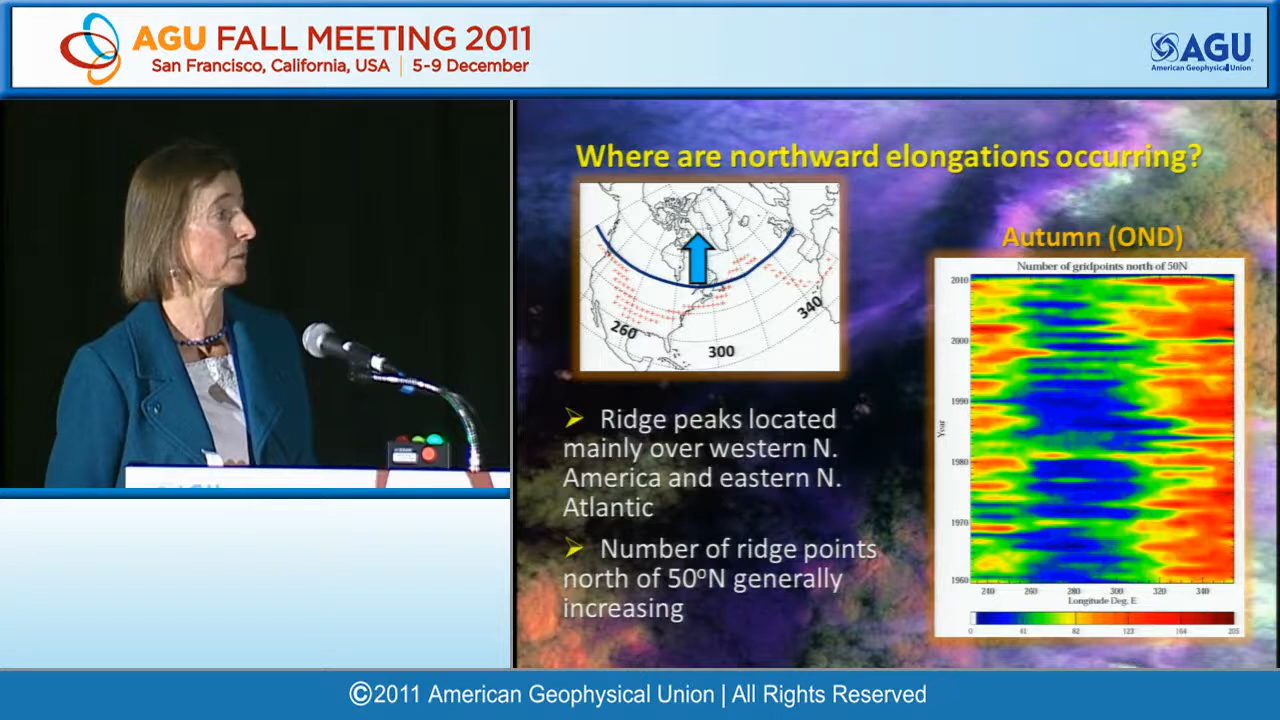 AGU FALL MEETING 2011
San Francisco, California, USA | 5-9 December
AGU
American Geophysical Union
Where are northward elongations occurring?
260
300
340
➢ Ridge peaks located
mainly over western N.
America and eastern N.
Atlantic
➢ Number of ridge points
north of 50ºN generally
increasing
Autumn (OND)
Number of gridpoints north of 50N
2010
2000
1990
1980
1970
1960
Year
240 260 280 300 320 340
Longitude Deg. E
0 41 82 123 164 205
©2011 American Geophysical Union | All Rights Reserved